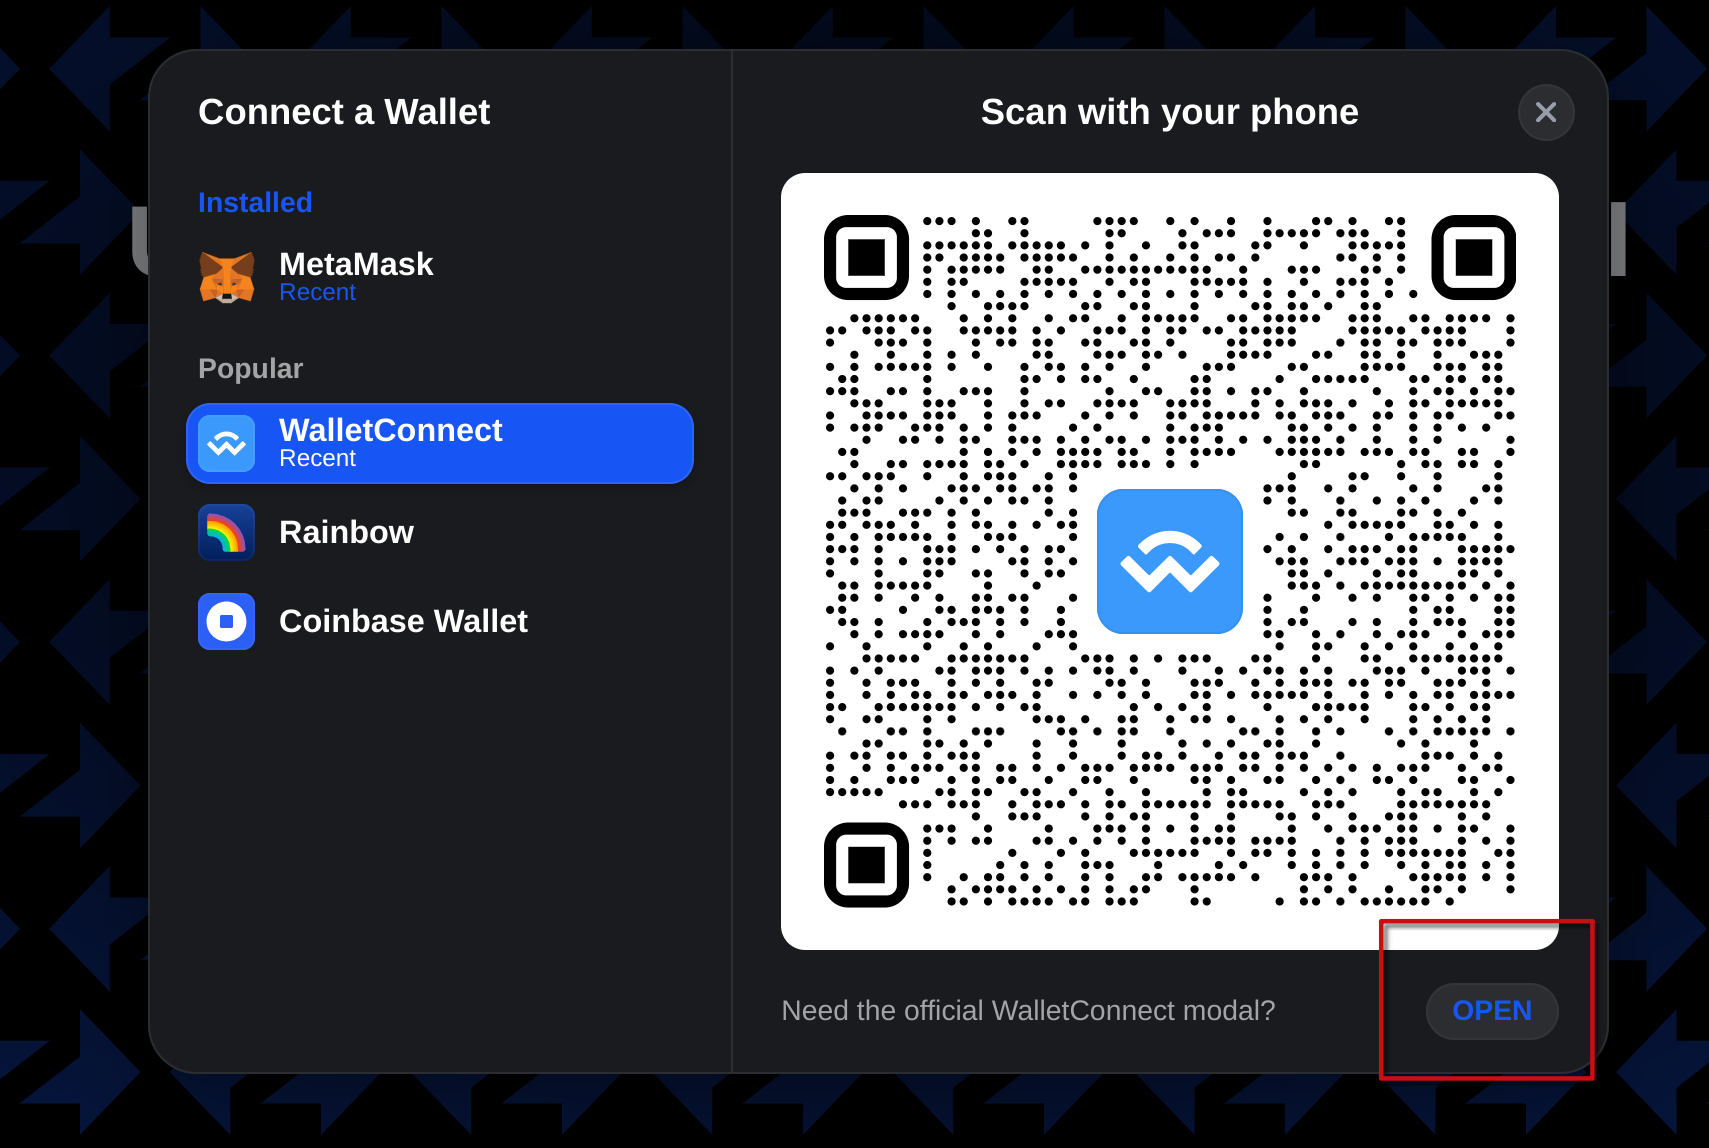 Connect a Wallet
Installed
MetaMask
Recent
Popular
WalletConnect
Recent
Rainbow
Coinbase Wallet
Scan with your phone
Need the official WalletConnect modal?
OPEN